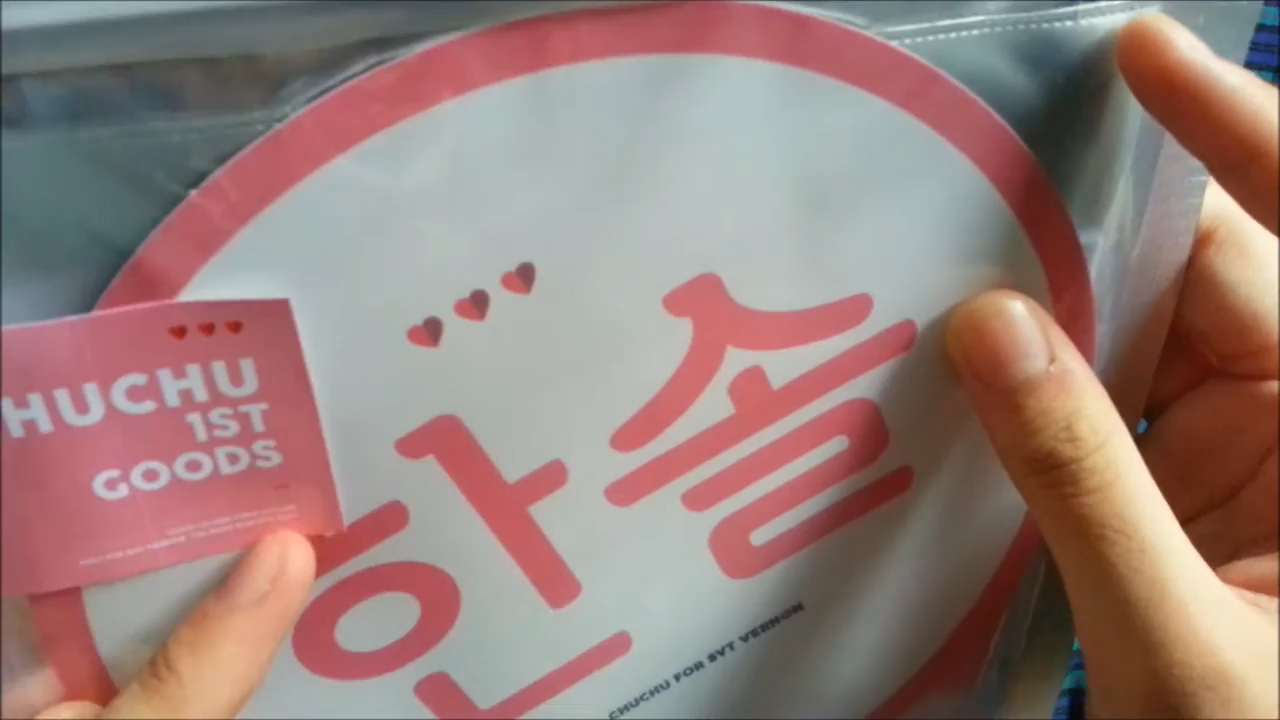 HUCHU
1ST
GOODS
한솔
CHUCHU FOR SVT VERNON